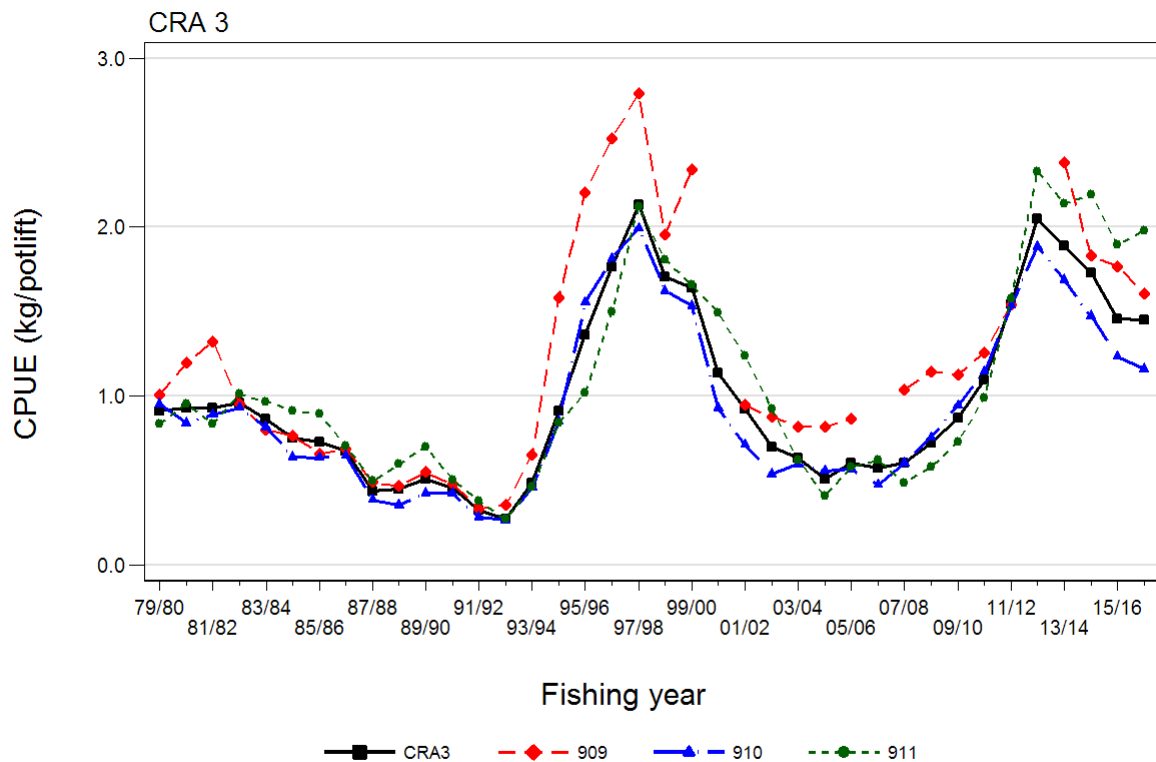 CRA 3
3.0
2.0
1.0
0.0
CPUE (kg/potlift)
79/80 83/84 87/88 91/92 95/96 99/00 03/04 07/08 11/12 15/16
81/82 85/86 89/90 93/94 97/98 01/02 05/06 09/10 13/14
Fishing year
CRA3 909 910 911